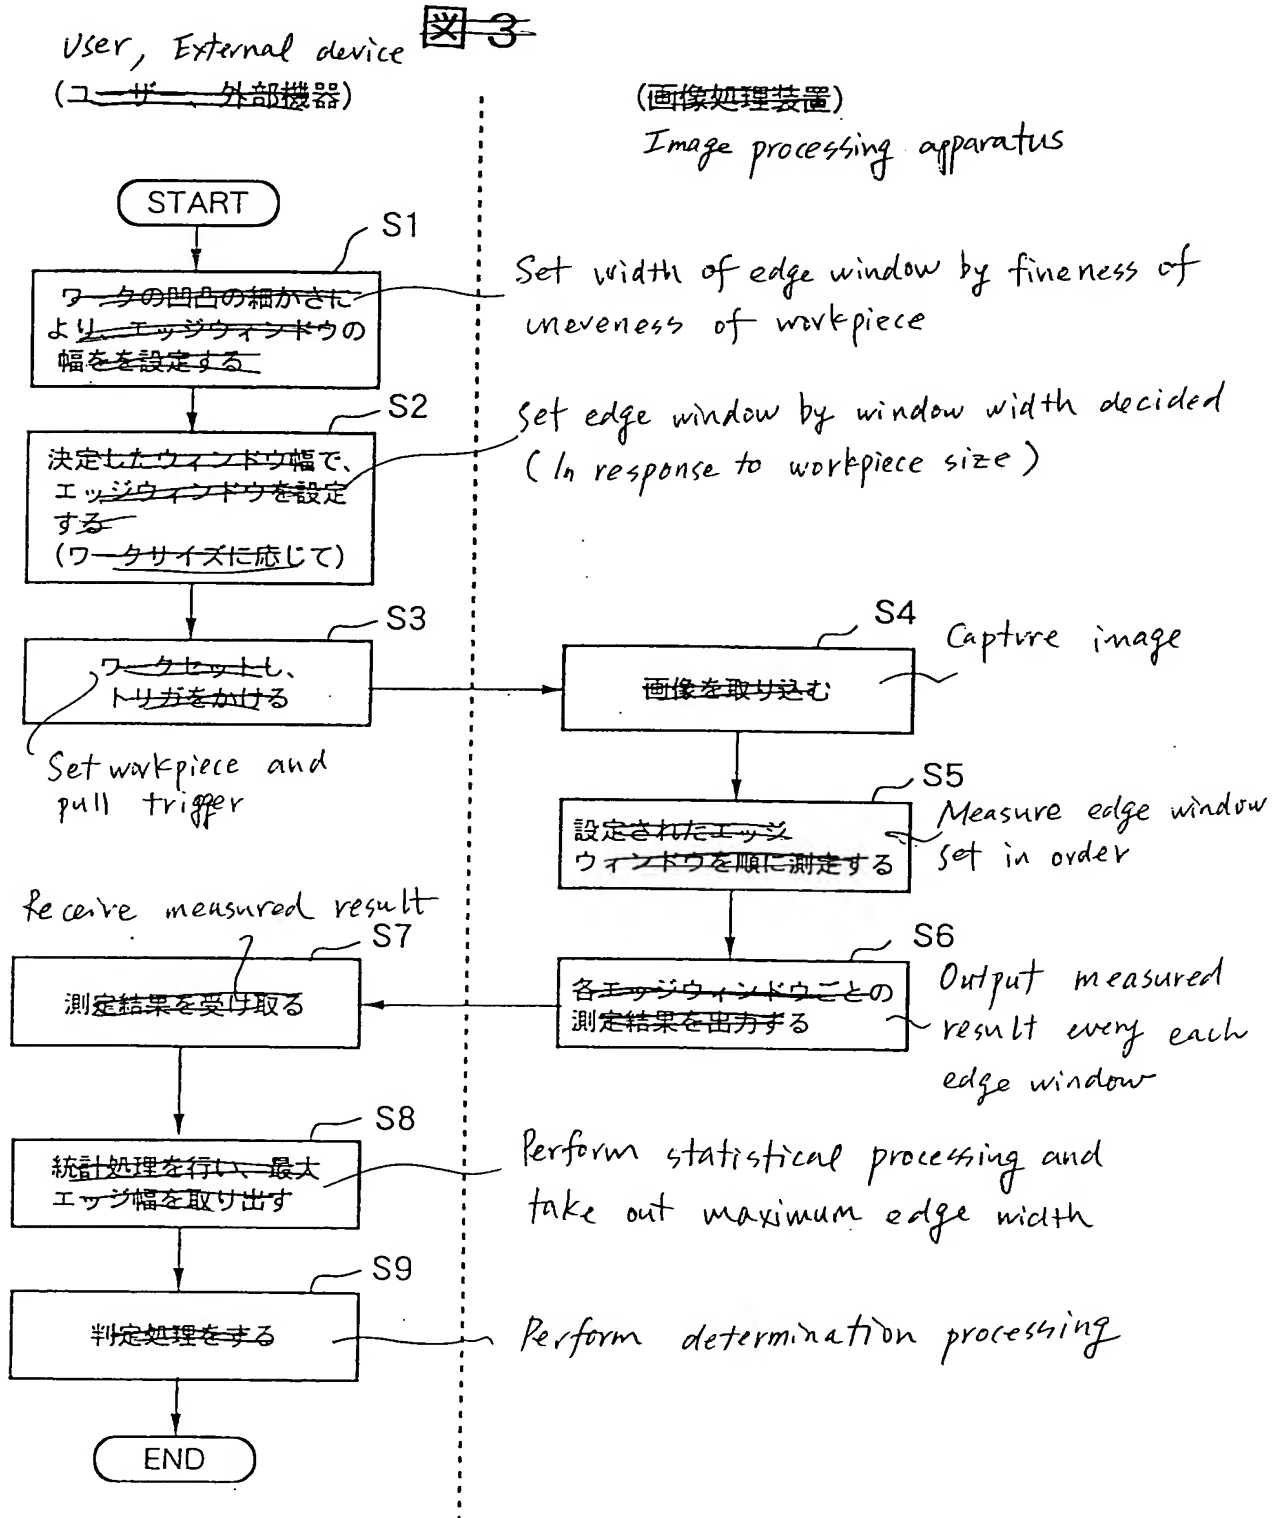 図 3
User, External device
(ユーザー、外部機器)
(画像処理装置)
Image processing apparatus
START
S1
ワークの凹凸の細かさに
より、エッジウィンドウの
幅をを設定する
Set width of edge window by fineness of
uneveness of workpiece
S2
決定したウィンドウ幅で、
エッジウィンドウを設定
する
(ワークサイズに応じて)
Set edge window by window width decided
(In response to workpiece size)
S3
ワークセットし、
トリガをかける
Set workpiece and
pull trigger
S4
画像を取り込む
Capture image
S5
設定されたエッジ
ウィンドウを順に測定する
Measure edge window
set in order
Receive measured result
S7
測定結果を受け取る
S6
各エッジウィンドウごとの
測定結果を出力する
Output measured
result every each
edge window
S8
統計処理を行い、最大
エッジ幅を取り出す
Perform statistical processing and
take out maximum edge width
S9
判定処理をする
Perform determination processing
END